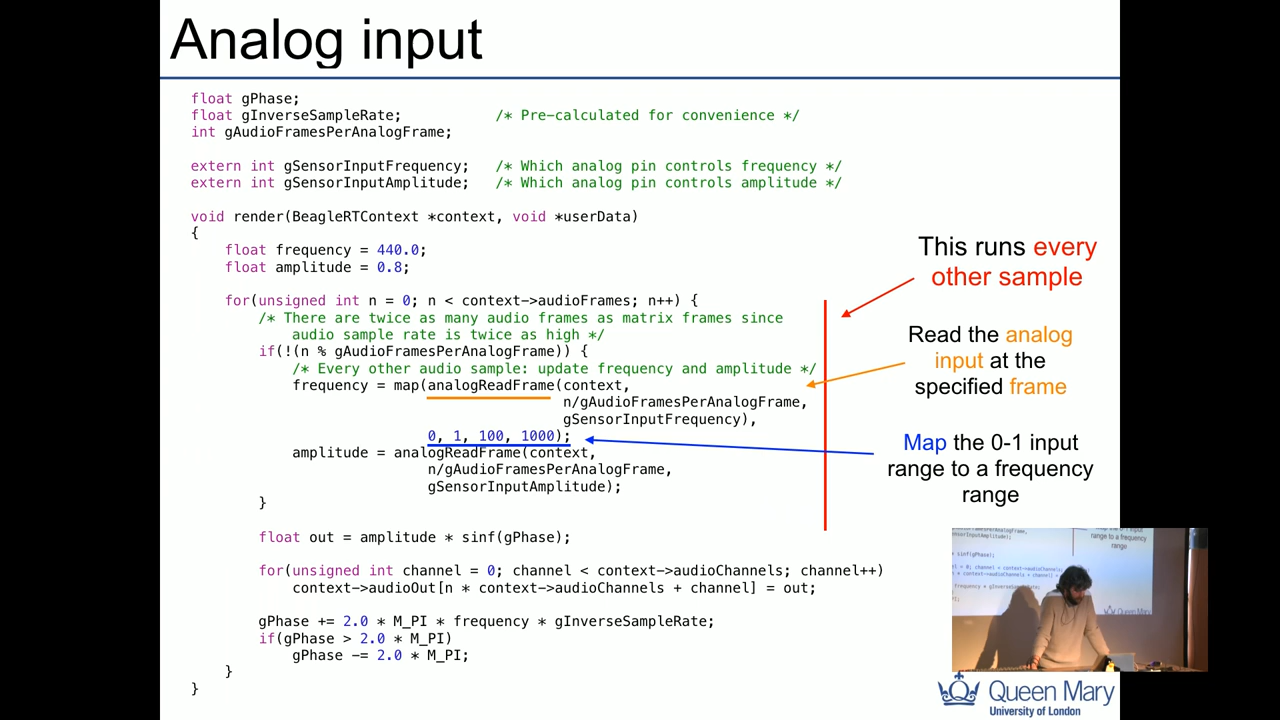 Analog input
float gPhase;
float gInverseSampleRate; /* Pre-calculated for convenience */
int gAudioFramesPerAnalogFrame;
extern int gSensorInputFrequency; /* Which analog pin controls frequency */
extern int gSensorInputAmplitude; /* Which analog pin controls amplitude */
void render(BeagleRTContext *context, void *userData)
{
float frequency = 440.0;
float amplitude = 0.8;
for(unsigned int n = 0; n < context->audioFrames; n++) {
/* There are twice as many audio frames as matrix frames since
audio sample rate is twice as high */
if(!(n % gAudioFramesPerAnalogFrame)) {
/* Every other audio sample: update frequency and amplitude */
frequency = map(analogReadFrame(context,
n/gAudioFramesPerAnalogFrame,
gSensorInputFrequency),
0, 1, 100, 1000);
amplitude = analogReadFrame(context,
n/gAudioFramesPerAnalogFrame,
gSensorInputAmplitude);
}
float out = amplitude * sinf(gPhase);
for(unsigned int channel = 0; channel < context->audioChannels; channel++)
context->audioOut[n * context->audioChannels + channel] = out;
gPhase += 2.0 * M_PI * frequency * gInverseSampleRate;
if(gPhase > 2.0 * M_PI)
gPhase -= 2.0 * M_PI;
}
}
This runs every
other sample
Read the analog
input at the
specified frame
Map the 0-1 input
range to a frequency
range
range to a frequency
range
Queen Mary
University of London